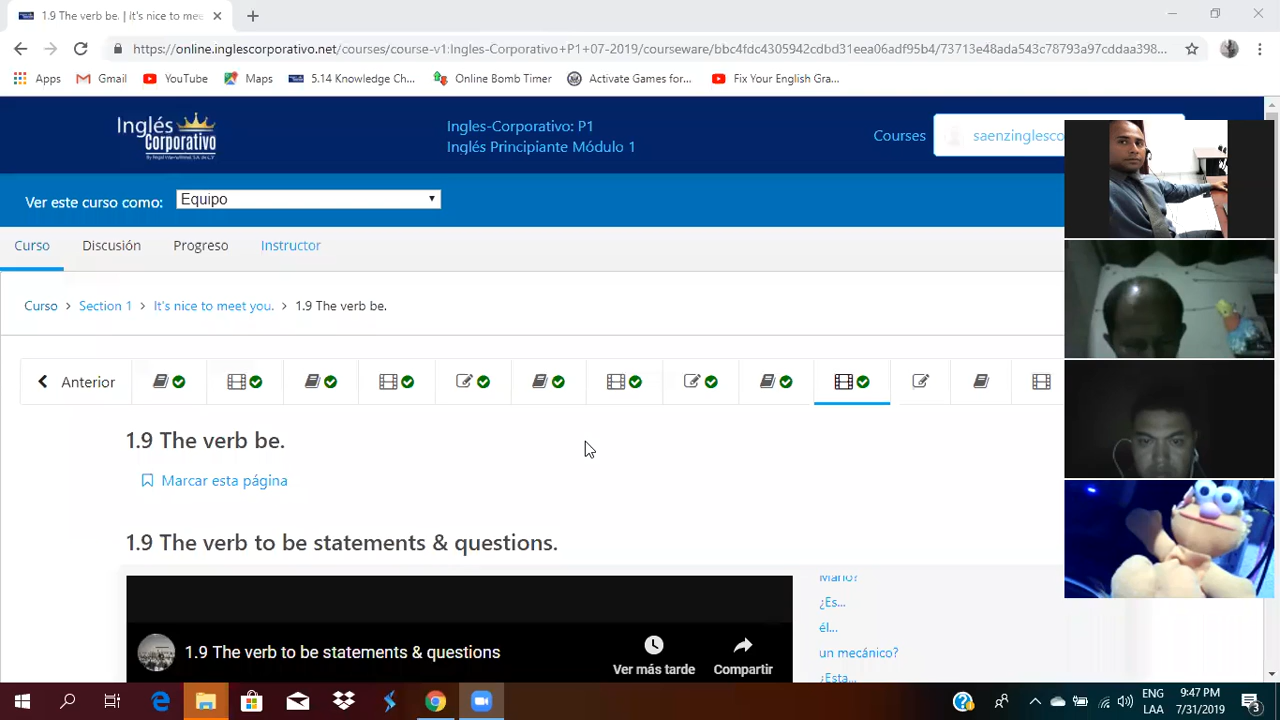 1.9 The verb be. | it's nice to mee
https://online.inglescorporativo.net/courses/course-v1:Ingles-Corporativo+P1+07-2019/courseware/bbc4fdc4305942cdbd31eea06adf95b4/73713e48ada543c78793a97cddaa398...
Apps Gmail YouTube Maps 5.14 Knowledge Ch... Online Bomb Timer Activate Games for... Fix Your English Gra...
Inglés
Corporativo
Ingles-Corporativo: P1
Inglés Principiante Módulo 1
Courses saenzinglesco
Ver este curso como: Equipo
Curso Discusión Progreso Instructor
Curso > Section 1 > It's nice to meet you. > 1.9 The verb be.
Anterior
1.9 The verb be.
Marcar esta página
1.9 The verb to be statements & questions.
Mario?
¿Es...
él...
un mecánico?
¿Esta...
1.9 The verb to be statements & questions
Ver más tarde Compartir
ENG 9:47 PM
LAA 7/31/2019 3